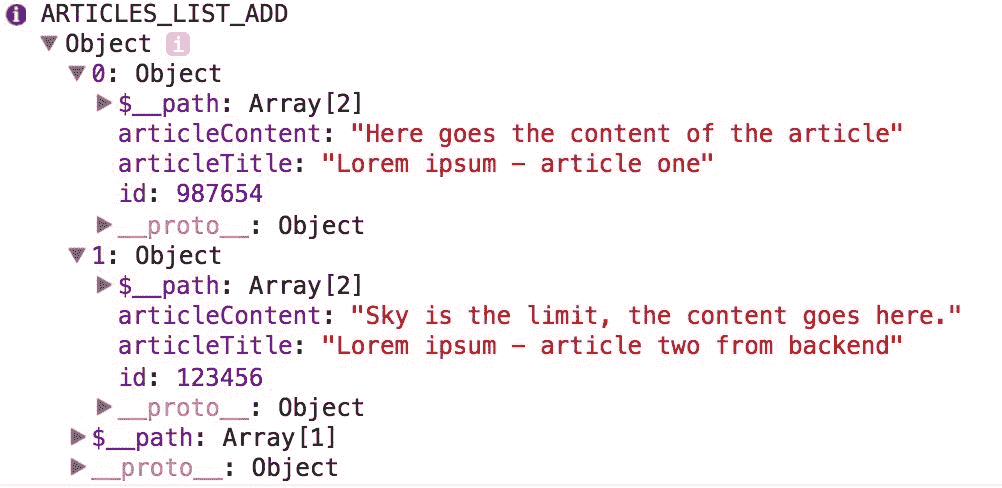 i ARTICLES_LIST_ADD
▼ Object i
▼ 0: Object
▶ $__path: Array[2]
articleContent: "Here goes the content of the article"
articleTitle: "Lorem ipsum – article one"
id: 987654
▶ __proto__: Object
▼ 1: Object
▶ $__path: Array[2]
articleContent: "Sky is the limit, the content goes here."
articleTitle: "Lorem ipsum – article two from backend"
id: 123456
▶ __proto__: Object
▶ $__path: Array[1]
▶ __proto__: Object